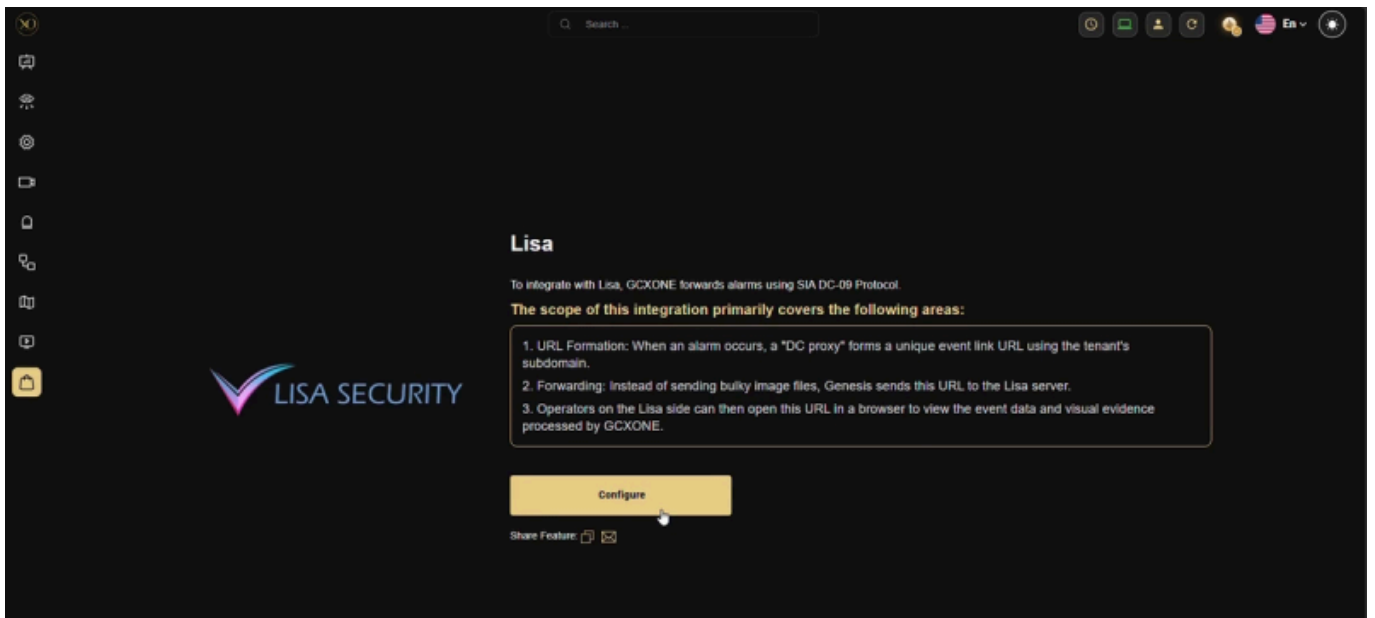 XO
Search ...
En
Lisa
To integrate with Lisa, GCXONE forwards alarms using SIA DC-09 Protocol.
The scope of this integration primarily covers the following areas:
1. URL Formation: When an alarm occurs, a "DC proxy" forms a unique event link URL using the tenant's
subdomain.
2. Forwarding: Instead of sending bulky image files, Genesis sends this URL to the Lisa server.
3. Operators on the Lisa side can then open this URL in a browser to view the event data and visual evidence
processed by GCXONE.
LISA SECURITY
Configure
Share Feature: